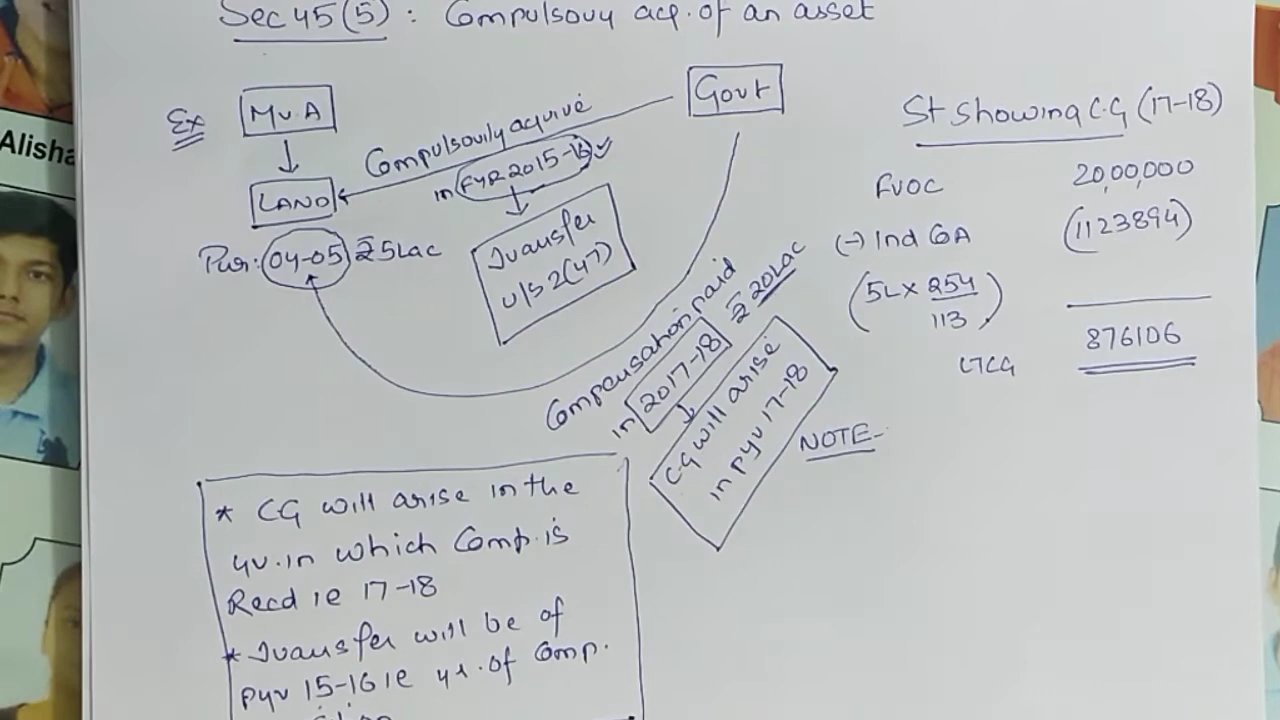 Sec 45(5) : Compulsory acq. of an asset
Ex
Mr. A
Govt
Compulsorily acquire
in FYR 2015-16
LAND
Pur: 04-05 ₹ 5Lac
Transfer
u/s 2(47)
Compensation paid
in 2017-18 ₹ 20Lac
CG will arise
in pyr 17-18
St Showing C.G (17-18)
FVOC 20,00,000
(-) Ind COA (1123894)
(5L × 254/113)
LTCG 876106
NOTE-
* CG will arise in the
yr. in which Comp. is
Recd ie 17-18
* Transfer will be of
pyr 15-16 ie yr. of Comp.
Alisha